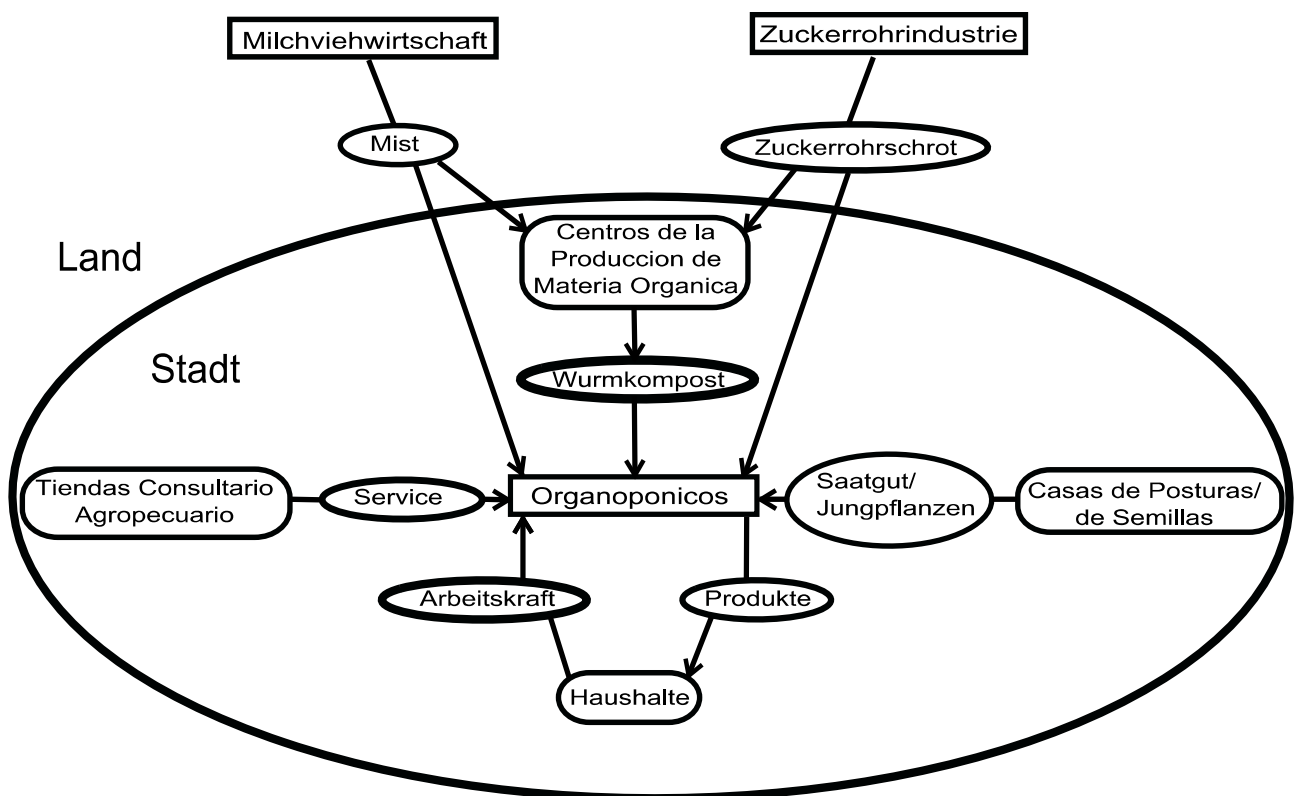 Milchviehwirtschaft
Zuckerrohrindustrie
Mist
Zuckerrohrschrot
Land
Centros de la
Produccion de
Materia Organica
Stadt
Wurmkompost
Tiendas Consultario
Agropecuario
Service
Organoponicos
Saatgut/
Jungpflanzen
Casas de Posturas/
de Semillas
Arbeitskraft
Produkte
Haushalte